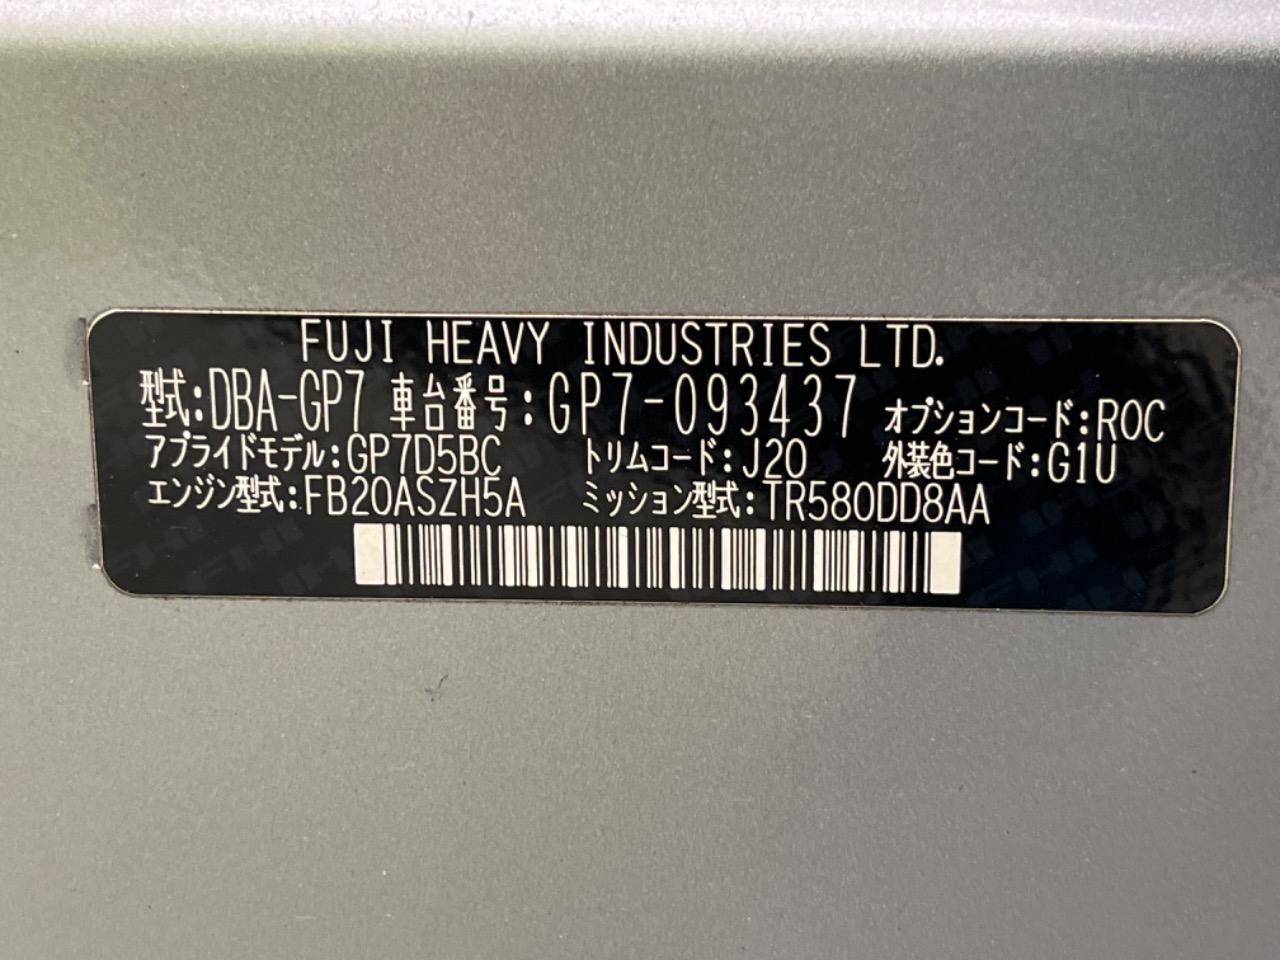 FUJI HEAVY INDUSTRIES LTD.
型式:DBA-GP7 車台番号:GP7-093437 オプションコード:ROC
アプライドモデル:GP7D5BC トリムコード:J20 外装色コード:G1U
エンジン型式:FB20ASZH5A ミッション型式:TR580DD8AA